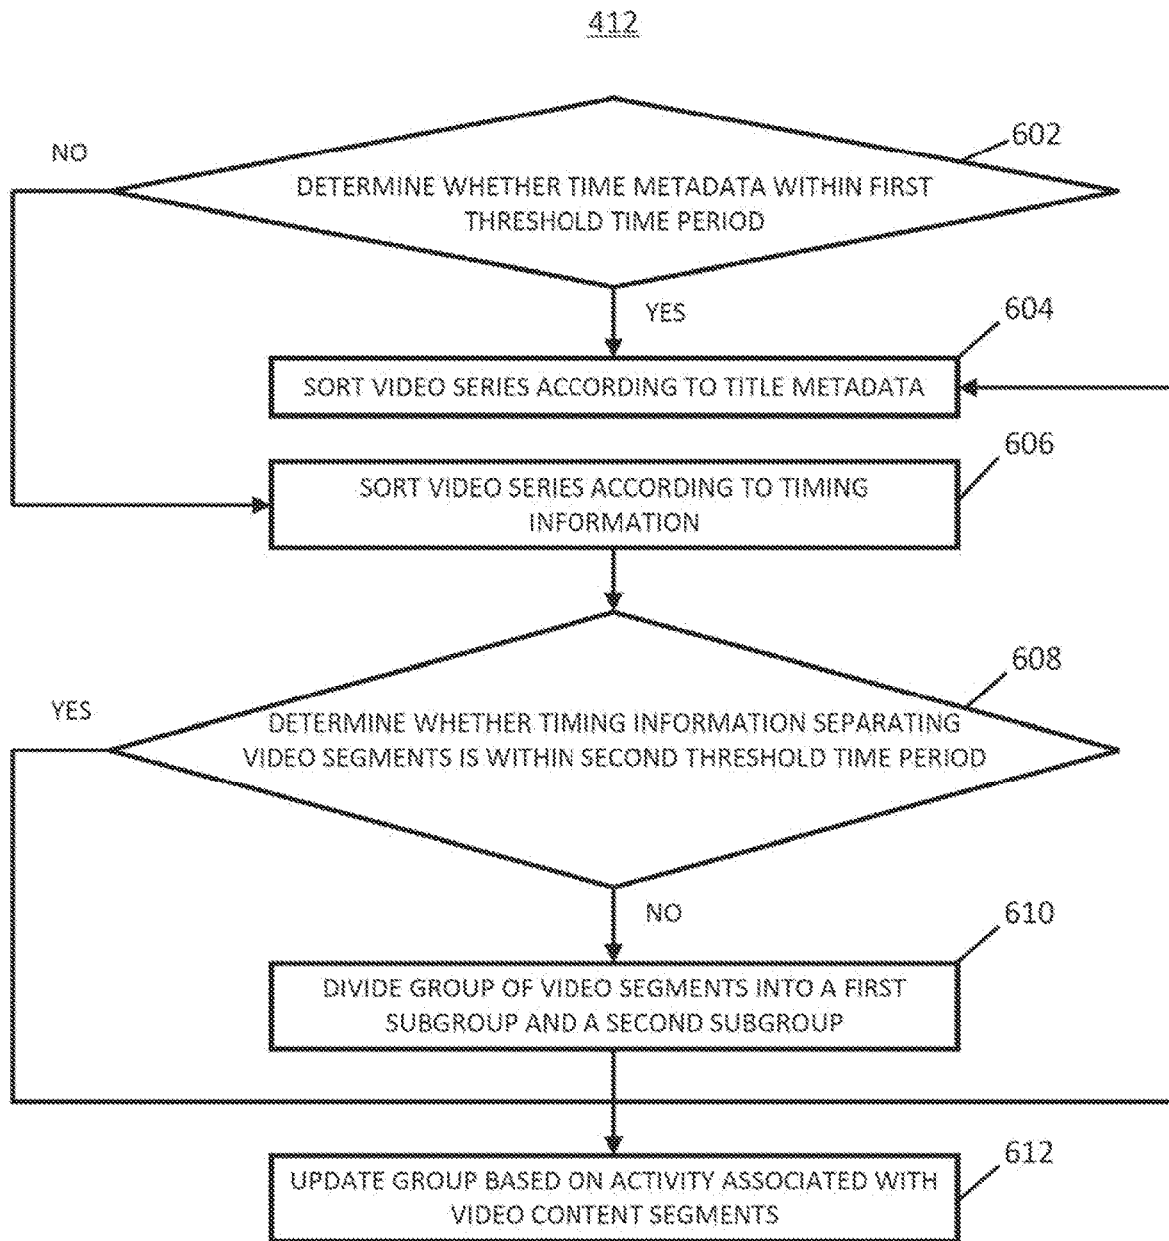 412
602
NO
DETERMINE WHETHER TIME METADATA WITHIN FIRST
THRESHOLD TIME PERIOD
YES
604
SORT VIDEO SERIES ACCORDING TO TITLE METADATA
606
SORT VIDEO SERIES ACCORDING TO TIMING
INFORMATION
608
YES
DETERMINE WHETHER TIMING INFORMATION SEPARATING
VIDEO SEGMENTS IS WITHIN SECOND THRESHOLD TIME PERIOD
NO
610
DIVIDE GROUP OF VIDEO SEGMENTS INTO A FIRST
SUBGROUP AND A SECOND SUBGROUP
612
UPDATE GROUP BASED ON ACTIVITY ASSOCIATED WITH
VIDEO CONTENT SEGMENTS